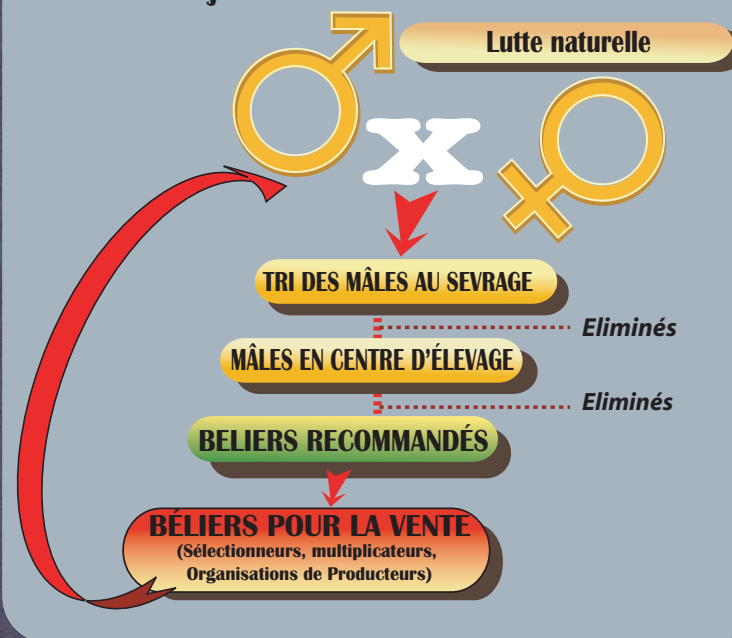 Lutte naturelle
X
TRI DES MÂLES AU SEVRAGE
Eliminés
MÂLES EN CENTRE D'ÉLEVAGE
Eliminés
BELIERS RECOMMANDÉS
BÉLIERS POUR LA VENTE
(Sélectionneurs, multiplicateurs,
Organisations de Producteurs)